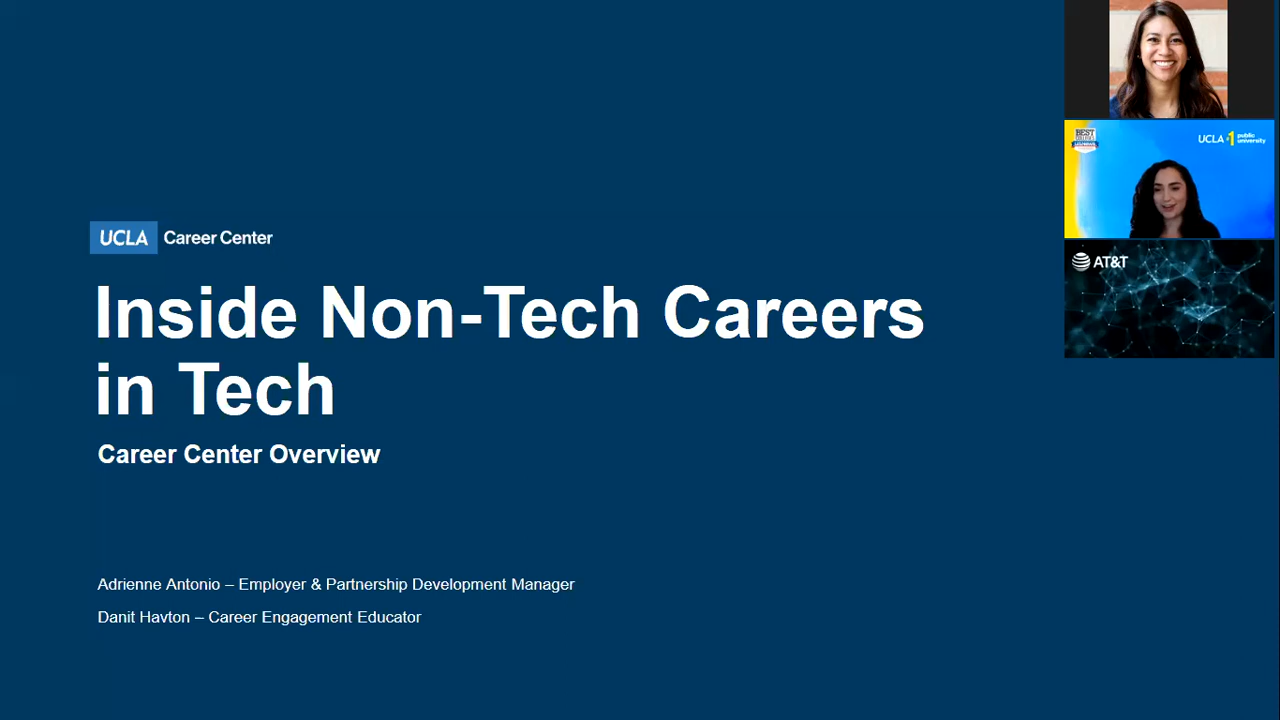 UCLA Career Center
Inside Non-Tech Careers
in Tech
Career Center Overview
Adrienne Antonio – Employer & Partnership Development Manager
Danit Havton – Career Engagement Educator
BEST
UCLA #1 public
university
AT&T